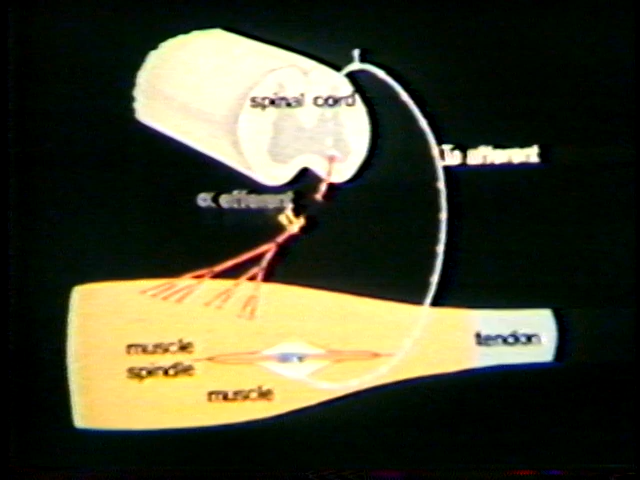 spinal cord
Ia afferent
α efferent
muscle
spindle
muscle
tendon